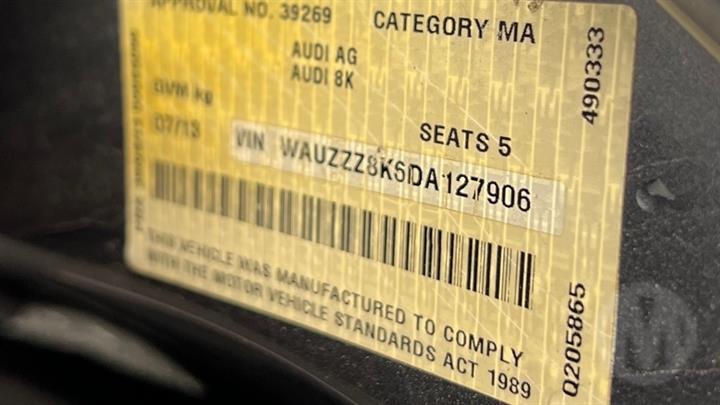 APPROVAL NO. 39269
CATEGORY MA
AUDI AG
AUDI 8K
GVM kg
07/13
SEATS 5
VIN WAUZZZ8K6DA127906
THIS VEHICLE WAS MANUFACTURED TO COMPLY
WITH THE MOTOR VEHICLE STANDARDS ACT 1989
490333
Q205865